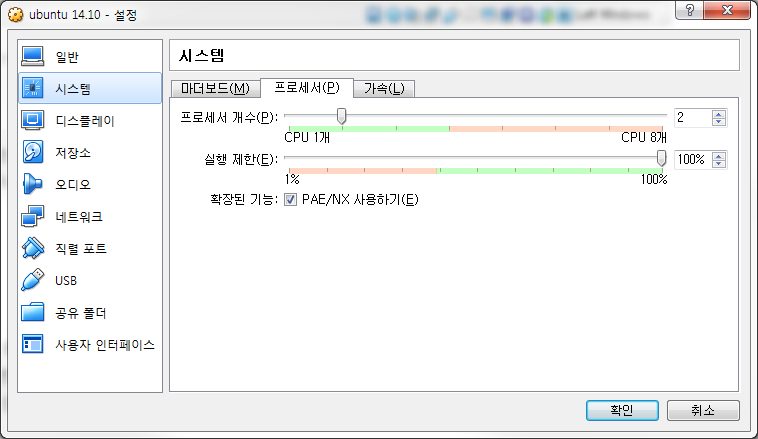 ubuntu 14.10 - 설정
일반
시스템
디스플레이
저장소
오디오
네트워크
직렬 포트
USB
공유 폴더
사용자 인터페이스
시스템
마더보드(M) 프로세서(P) 가속(L)
프로세서 개수(P): 2
CPU 1개 CPU 8개
실행 제한(E): 100%
1% 100%
확장된 기능: PAE/NX 사용하기(E)
확인 취소